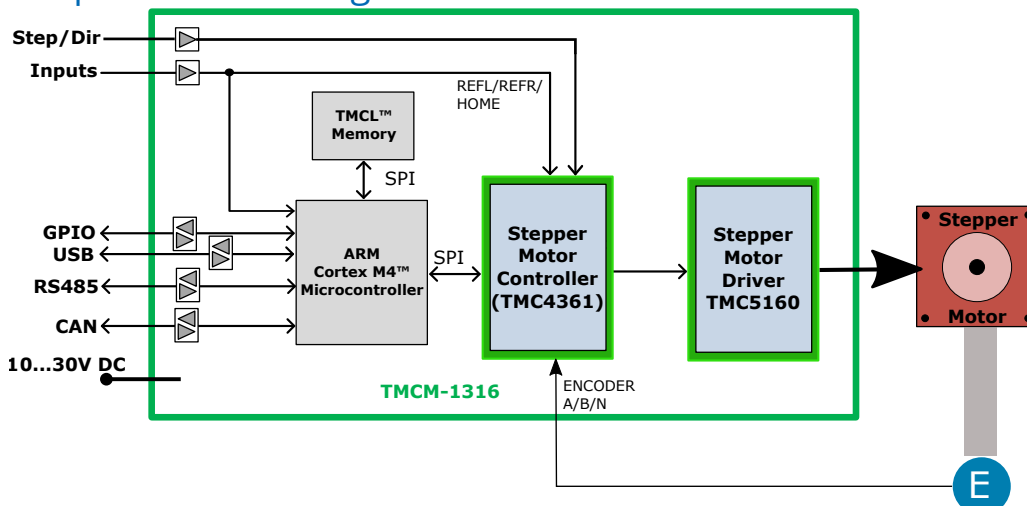 Step/Dir
Inputs
REFL/REFR/
HOME
TMCL™
Memory
SPI
GPIO
USB
RS485
CAN
10...30V DC
ARM
Cortex M4™
Microcontroller
SPI
Stepper
Motor
Controller
(TMC4361)
Stepper
Motor
Driver
TMC5160
Stepper
Motor
TMCM-1316
ENCODER
A/B/N
E